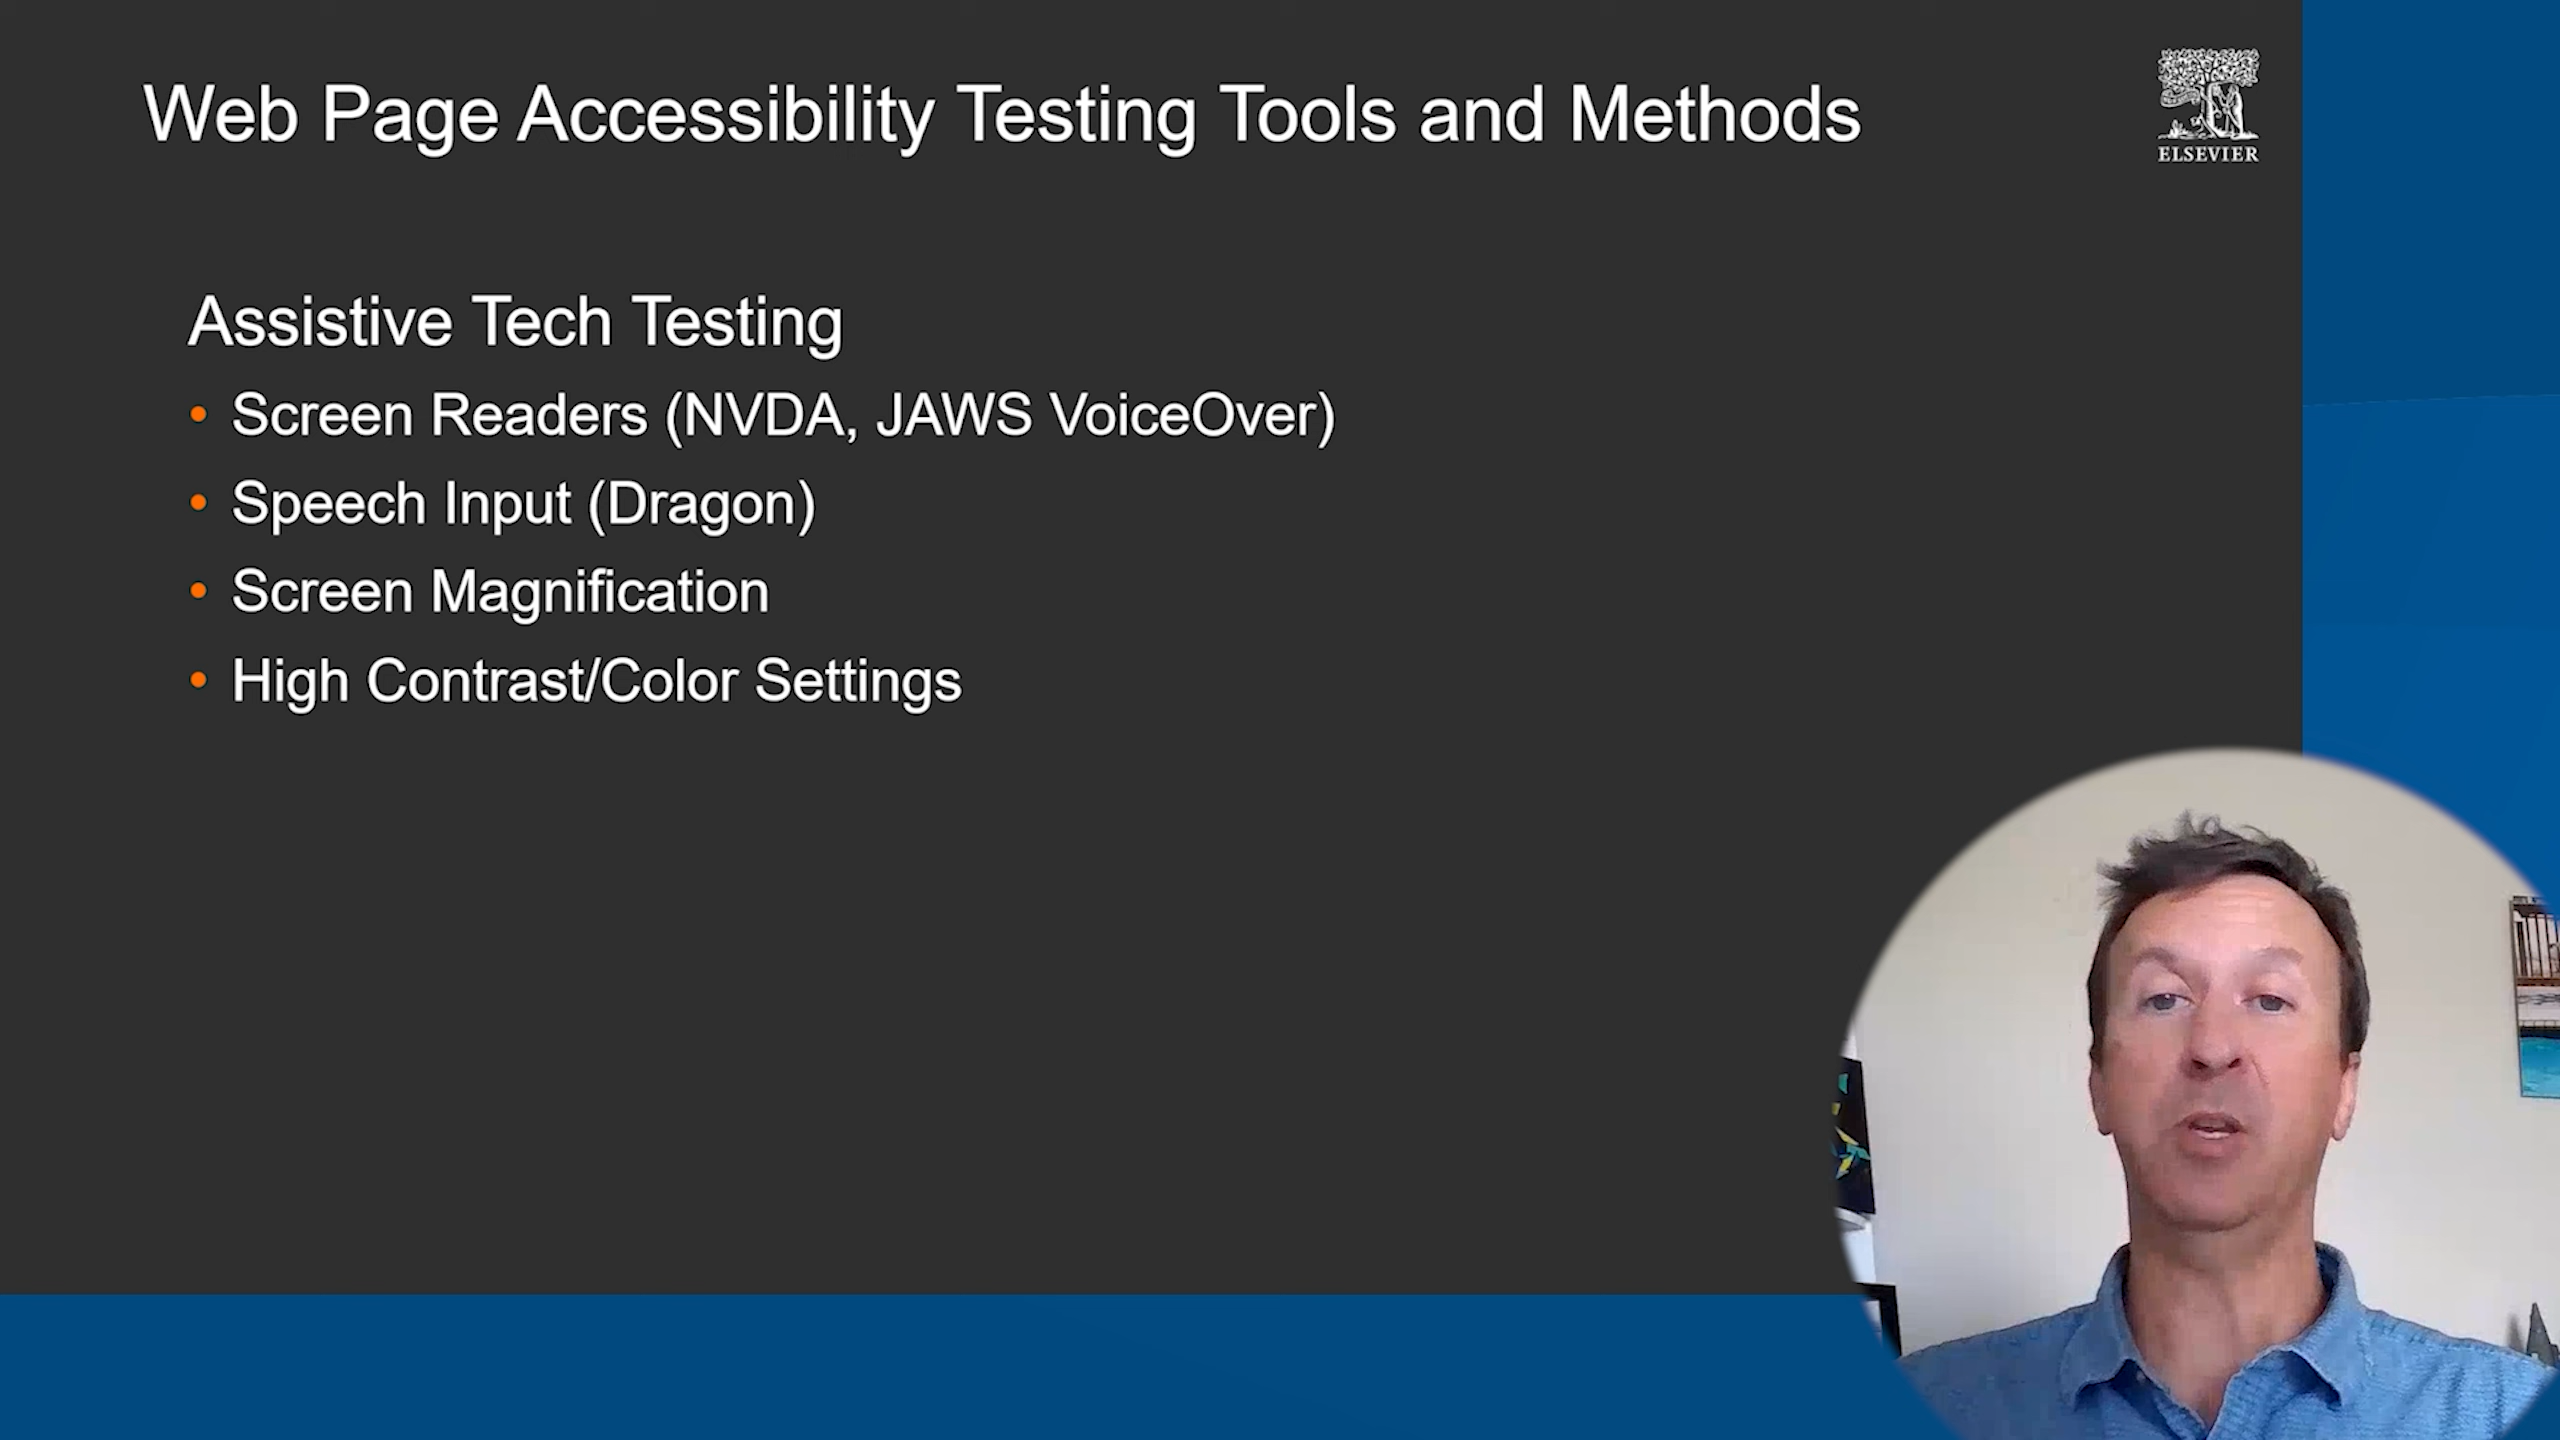 Web Page Accessibility Testing Tools and Methods
ELSEVIER
Assistive Tech Testing
• Screen Readers (NVDA, JAWS VoiceOver)
• Speech Input (Dragon)
• Screen Magnification
• High Contrast/Color Settings